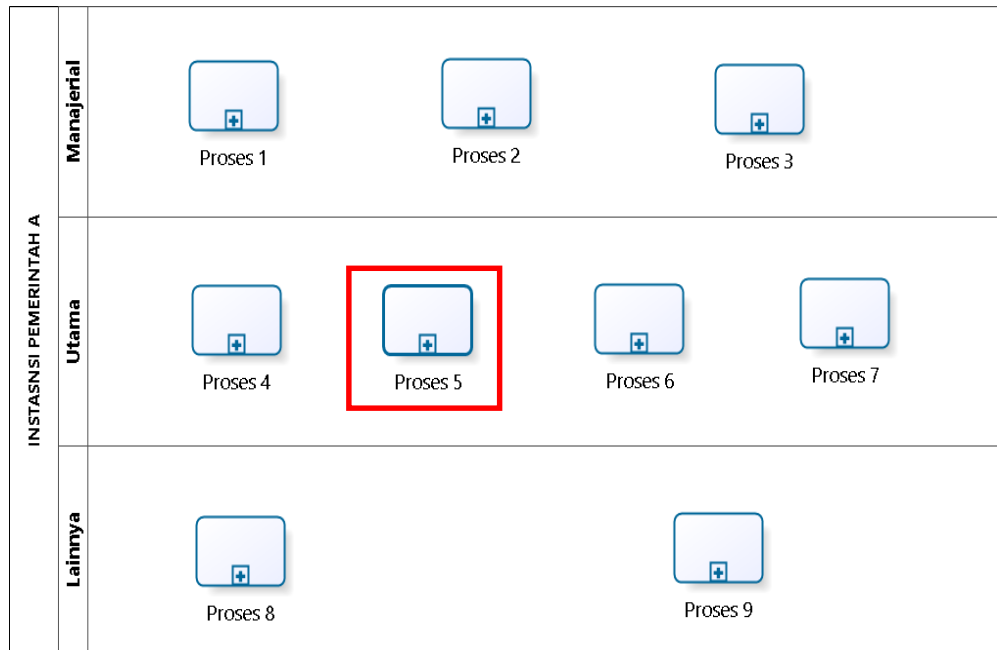 INSTASNSI PEMERINTAH A
Manajerial
Proses 1
Proses 2
Proses 3
Utama
Proses 4
Proses 5
Proses 6
Proses 7
Lainnya
Proses 8
Proses 9